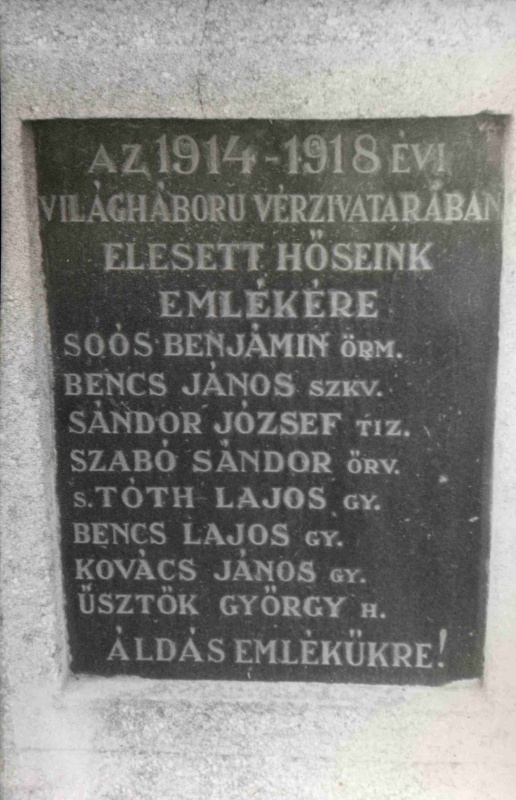 AZ 1914-1918 ÉVI
VILÁGHÁBORU VÉRZIVATARÁBAN
ELESETT HŐSEINK
EMLÉKÉRE
SOÓS BENJÁMIN ŐRM.
BENCS JÁNOS SZKV.
SÁNDOR JÓZSEF TIZ.
SZABÓ SÁNDOR ŐRV.
S. TÓTH LAJOS GY.
BENCS LAJOS GY.
KOVÁCS JÁNOS GY.
ŰSZTŐK GYÖRGY H.
ÁLDÁS EMLÉKÜKRE!